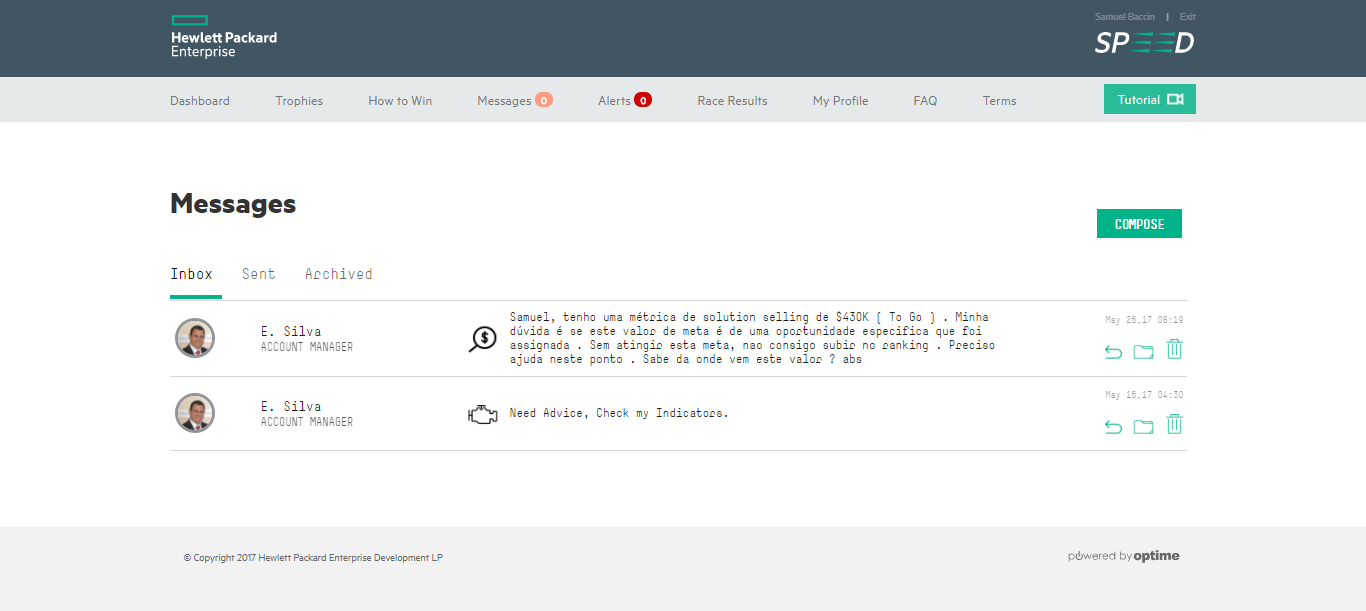 Hewlett Packard
Enterprise
Samuel Baccin | Exit
SPEED
Dashboard Trophies How to Win Messages 0 Alerts 0 Race Results My Profile FAQ Terms Tutorial
Messages
COMPOSE
Inbox Sent Archived
E. Silva
ACCOUNT MANAGER
Samuel, tenho uma métrica de solution selling de $430K ( To Go ) . Minha
dúvida é se este valor de meta é de uma oportunidade especifica que foi
assignada . Sem atingir esta meta, nao consigo subir no ranking . Preciso
ajuda neste ponto . Sabe da onde vem este valor ? abs
May 26,17 08:19
E. Silva
ACCOUNT MANAGER
Need Advice, Check my Indicators.
May 16,17 04:30
© Copyright 2017 Hewlett Packard Enterprise Development LP
powered by optime